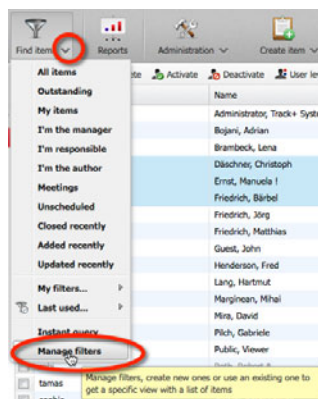 Find items Reports Administration Create item
All items
Outstanding
My items
I'm the manager
I'm responsible
I'm the author
Meetings
Unscheduled
Closed recently
Added recently
Updated recently
My filters...
Last used...
Instant query
Manage filters
Activate Deactivate User
Name
Administrator, Track+
Bojani, Adrian
Brambeck, Lena
Däschner, Christoph
Ernst, Manuela !
Friedrich, Bärbel
Friedrich, Jörg
Friedrich, Matthias
Guest, John
Henderson, Fred
Lang, Hartmut
Marginean, Mihai
Mira, David
Pilch, Gabriele
Public, Viewer
tamas
Manage filters, create new ones or use an existing one to
get a specific view with a list of items